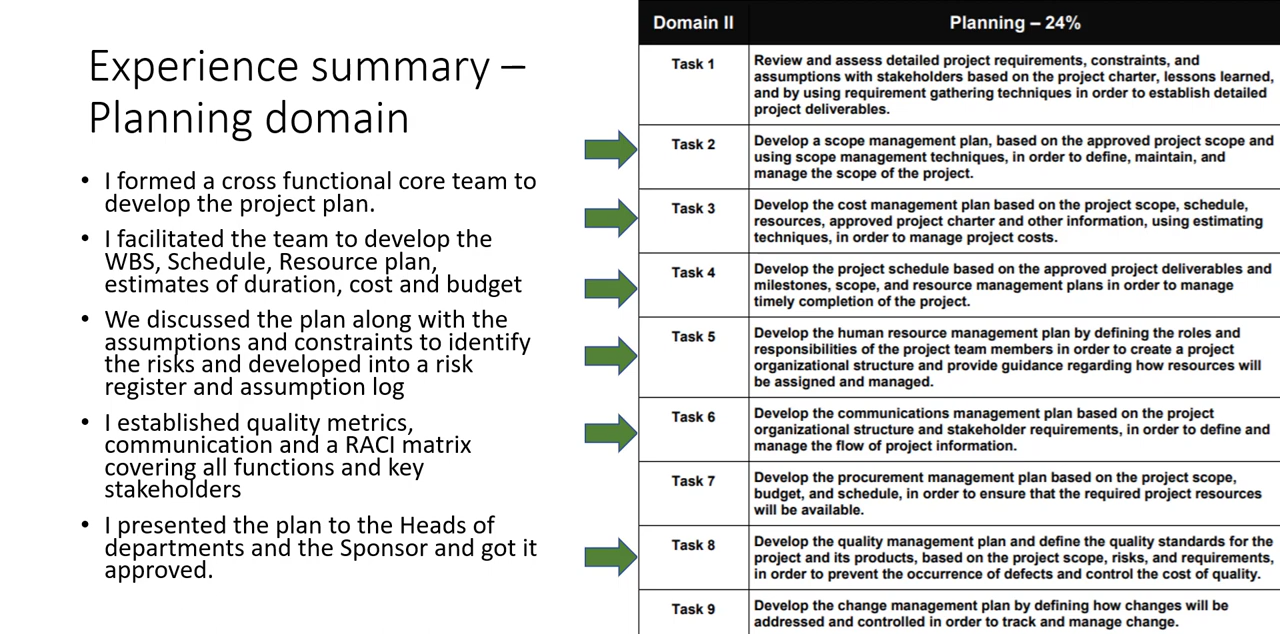 Experience summary –
Planning domain
• I formed a cross functional core team to
develop the project plan.
• I facilitated the team to develop the
WBS, Schedule, Resource plan,
estimates of duration, cost and budget
• We discussed the plan along with the
assumptions and constraints to identify
the risks and developed into a risk
register and assumption log
• I established quality metrics,
communication and a RACI matrix
covering all functions and key
stakeholders
• I presented the plan to the Heads of
departments and the Sponsor and got it
approved.
Domain II Planning – 24%
Task 1
Review and assess detailed project requirements, constraints, and
assumptions with stakeholders based on the project charter, lessons learned,
and by using requirement gathering techniques in order to establish detailed
project deliverables.
Task 2
Develop a scope management plan, based on the approved project scope and
using scope management techniques, in order to define, maintain, and
manage the scope of the project.
Task 3
Develop the cost management plan based on the project scope, schedule,
resources, approved project charter and other information, using estimating
techniques, in order to manage project costs.
Task 4
Develop the project schedule based on the approved project deliverables and
milestones, scope, and resource management plans in order to manage
timely completion of the project.
Task 5
Develop the human resource management plan by defining the roles and
responsibilities of the project team members in order to create a project
organizational structure and provide guidance regarding how resources will
be assigned and managed.
Task 6
Develop the communications management plan based on the project
organizational structure and stakeholder requirements, in order to define and
manage the flow of project information.
Task 7
Develop the procurement management plan based on the project scope,
budget, and schedule, in order to ensure that the required project resources
will be available.
Task 8
Develop the quality management plan and define the quality standards for the
project and its products, based on the project scope, risks, and requirements,
in order to prevent the occurrence of defects and control the cost of quality.
Task 9
Develop the change management plan by defining how changes will be
addressed and controlled in order to track and manage change.